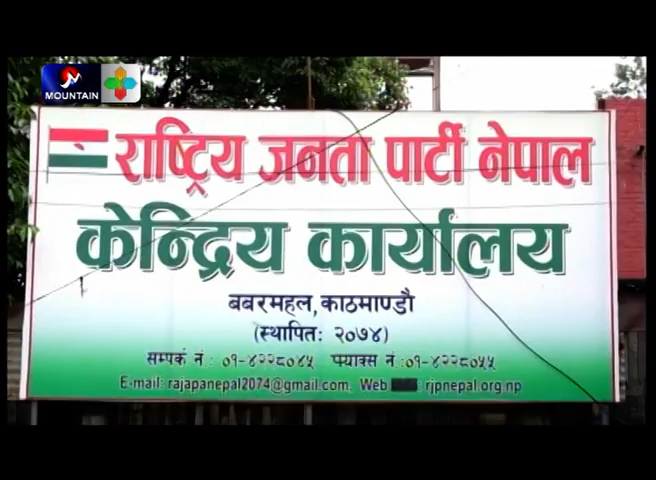 MOUNTAIN
राष्ट्रिय जनता पार्टी नेपाल
केन्द्रिय कार्यालय
बबरमहल, काठमाण्डौ
(स्थापितः २०७४)
सम्पर्क नं.: ०१-४२२८०४५ फ्याक्स नं.:०१-४२२८०५५
E-mail: rajapanepal2074@gmail.com, Web : rjpnepal.org.np